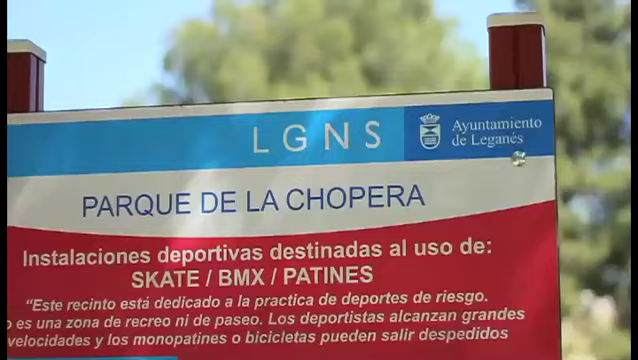 LGNS
Ayuntamiento
de Leganés
PARQUE DE LA CHOPERA
Instalaciones deportivas destinadas al uso de:
SKATE / BMX / PATINES
"Este recinto está dedicado a la practica de deportes de riesgo.
o es una zona de recreo ni de paseo. Los deportistas alcanzan grandes
velocidades y los monopatines o bicicletas pueden salir despedidos